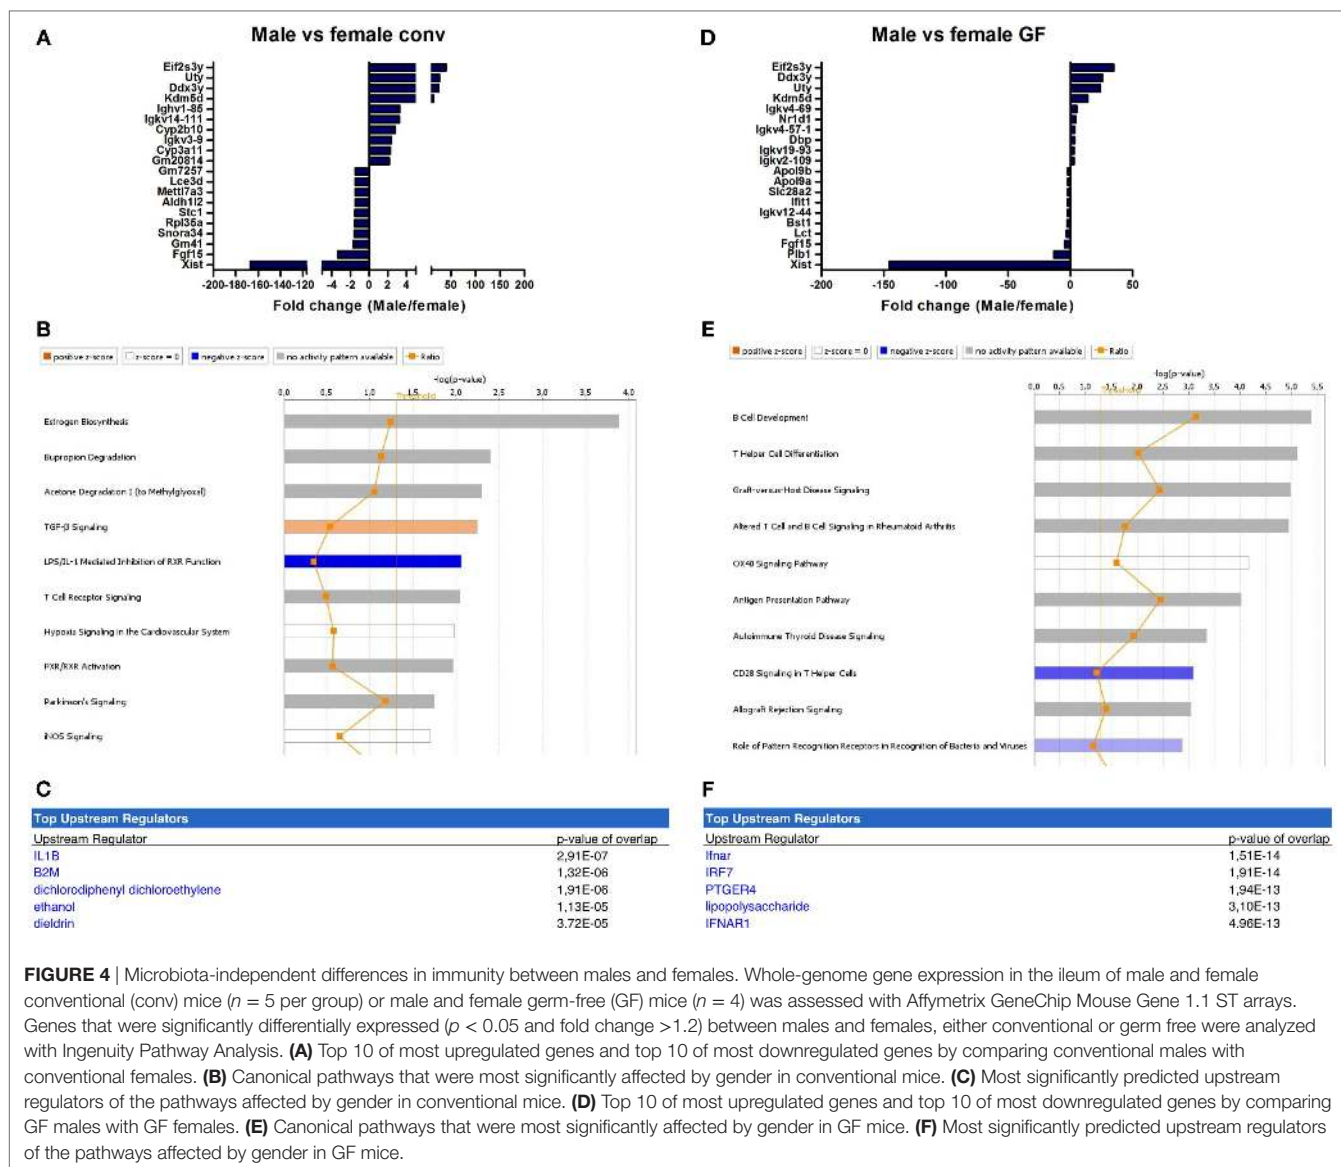 A
Male vs female conv
Eif2s3y
Uty
Ddx3y
Kdm5d
Ighv1-85
Igkv14-111
Cyp2b10
Igkv3-9
Cyp3a11
Gm20814
Gm7257
Lce3d
Mettl7a3
Aldh1l2
Stc1
Rpl35a
Snora34
Gm41
Fgf15
Xist
-200 -180 -160 -140 -120 -4 -2 0 2 4 50 100 150 200
Fold change (Male/female)
D
Male vs female GF
Eif2s3y
Ddx3y
Uty
Kdm5d
Igkv4-69
Nr1d1
Igkv4-57-1
Dbp
Igkv19-93
Igkv2-109
Apol9b
Apol9a
Slc28a2
Ifit1
Igkv12-44
Bst1
Lct
Fgf15
Plb1
Xist
-200 -150 -100 -50 0 50
Fold change (Male/female)
B
positive z-score z-score = 0 negative z-score no activity pattern available Ratio
-log(p-value)
0,0 0,5 1,0 1,5 2,0 2,5 3,0 3,5 4,0
Threshold
Estrogen Biosynthesis
Bupropion Degradation
Acetone Degradation I (to Methylglyoxal)
TGF-β Signaling
LPS/IL-1 Mediated Inhibition of RXR Function
T Cell Receptor Signaling
Hypoxia Signaling in the Cardiovascular System
PXR/RXR Activation
Parkinson's Signaling
iNOS Signaling
E
positive z-score z-score = 0 negative z-score no activity pattern available Ratio
-log(p-value)
0,0 0,5 1,0 1,5 2,0 2,5 3,0 3,5 4,0 4,5 5,0 5,5
Threshold
B Cell Development
T Helper Cell Differentiation
Graft-versus-Host Disease Signaling
Altered T Cell and B Cell Signaling in Rheumatoid Arthritis
OX40 Signaling Pathway
Antigen Presentation Pathway
Autoimmune Thyroid Disease Signaling
CD28 Signaling in T Helper Cells
Allograft Rejection Signaling
Role of Pattern Recognition Receptors in Recognition of Bacteria and Viruses
C
Top Upstream Regulators
Upstream Regulator p-value of overlap
IL1B 2,91E-07
B2M 1,32E-06
dichlorodiphenyl dichloroethylene 1,91E-06
ethanol 1,13E-05
dieldrin 3.72E-05
F
Top Upstream Regulators
Upstream Regulator p-value of overlap
Ifnar 1,51E-14
IRF7 1,91E-14
PTGER4 1,94E-13
lipopolysaccharide 3,10E-13
IFNAR1 4.96E-13
FIGURE 4 | Microbiota-independent differences in immunity between males and females. Whole-genome gene expression in the ileum of male and female
conventional (conv) mice (n = 5 per group) or male and female germ-free (GF) mice (n = 4) was assessed with Affymetrix GeneChip Mouse Gene 1.1 ST arrays.
Genes that were significantly differentially expressed (p < 0.05 and fold change >1.2) between males and females, either conventional or germ free were analyzed
with Ingenuity Pathway Analysis. (A) Top 10 of most upregulated genes and top 10 of most downregulated genes by comparing conventional males with
conventional females. (B) Canonical pathways that were most significantly affected by gender in conventional mice. (C) Most significantly predicted upstream
regulators of the pathways affected by gender in conventional mice. (D) Top 10 of most upregulated genes and top 10 of most downregulated genes by comparing
GF males with GF females. (E) Canonical pathways that were most significantly affected by gender in GF mice. (F) Most significantly predicted upstream regulators
of the pathways affected by gender in GF mice.